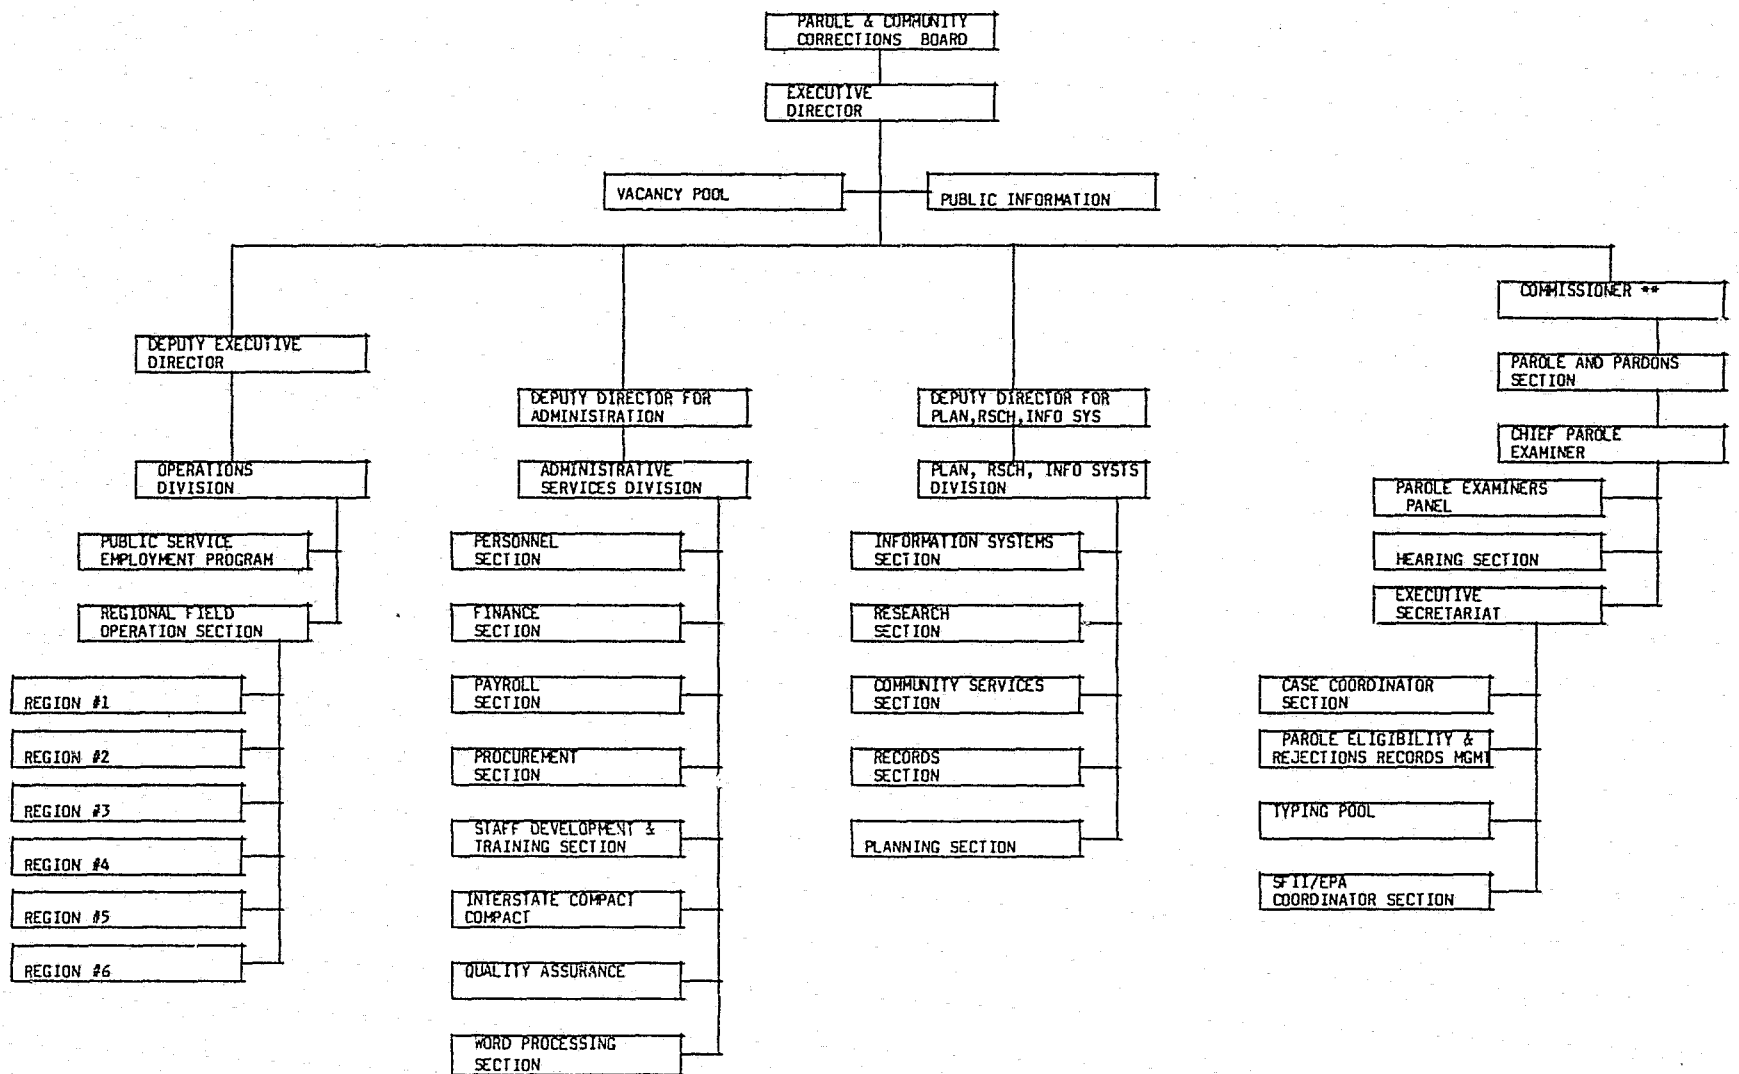 PAROLE & COMMUNITY
CORRECTIONS BOARD
EXECUTIVE
DIRECTOR
VACANCY POOL
PUBLIC INFORMATION
DEPUTY EXECUTIVE
DIRECTOR
OPERATIONS
DIVISION
PUBLIC SERVICE
EMPLOYMENT PROGRAM
REGIONAL FIELD
OPERATION SECTION
REGION #1
REGION #2
REGION #3
REGION #4
REGION #5
REGION #6
DEPUTY DIRECTOR FOR
ADMINISTRATION
ADMINISTRATIVE
SERVICES DIVISION
PERSONNEL
SECTION
FINANCE
SECTION
PAYROLL
SECTION
PROCUREMENT
SECTION
STAFF DEVELOPMENT &
TRAINING SECTION
INTERSTATE COMPACT
COMPACT
QUALITY ASSURANCE
WORD PROCESSING
SECTION
DEPUTY DIRECTOR FOR
PLAN,RSCH,INFO SYS
PLAN, RSCH, INFO SYSTS
DIVISION
INFORMATION SYSTEMS
SECTION
RESEARCH
SECTION
COMMUNITY SERVICES
SECTION
RECORDS
SECTION
PLANNING SECTION
COMMISSIONER **
PAROLE AND PARDONS
SECTION
CHIEF PAROLE
EXAMINER
PAROLE EXAMINERS
PANEL
HEARING SECTION
EXECUTIVE
SECRETARIAT
CASE COORDINATOR
SECTION
PAROLE ELIGIBILITY &
REJECTIONS RECORDS MGMT
TYPING POOL
SFII/EPA
COORDINATOR SECTION